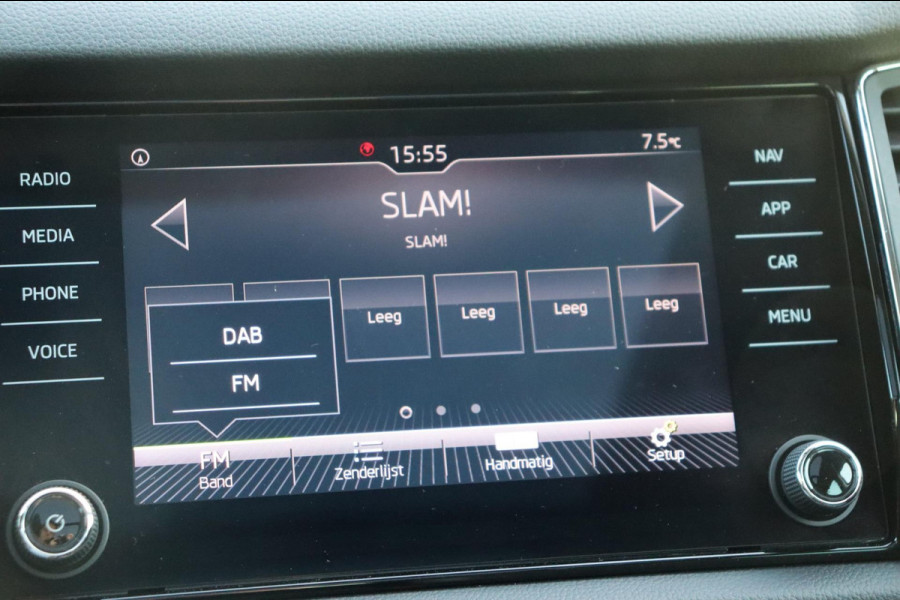 15:55
7.5°C
RADIO
MEDIA
PHONE
VOICE
SLAM!
SLAM!
Leeg
Leeg
Leeg
Leeg
DAB
FM
FM
Band
Zenderlijst
Handmatig
Setup
NAV
APP
CAR
MENU